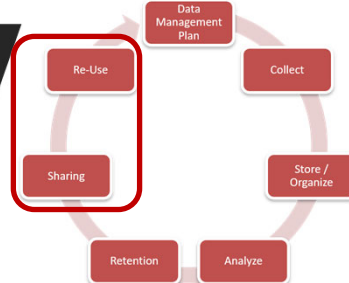 Data
Management
Plan
Collect
Store /
Organize
Analyze
Retention
Sharing
Re-Use